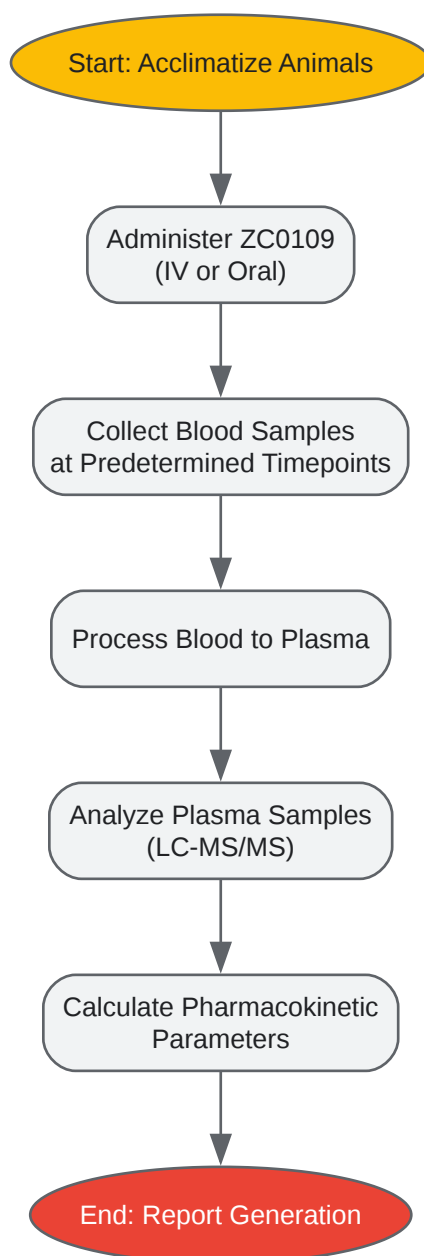 Start: Acclimatize Animals
Administer ZC0109
(IV or Oral)
Collect Blood Samples
at Predetermined Timepoints
Process Blood to Plasma
Analyze Plasma Samples
(LC-MS/MS)
Calculate Pharmacokinetic
Parameters
End: Report Generation